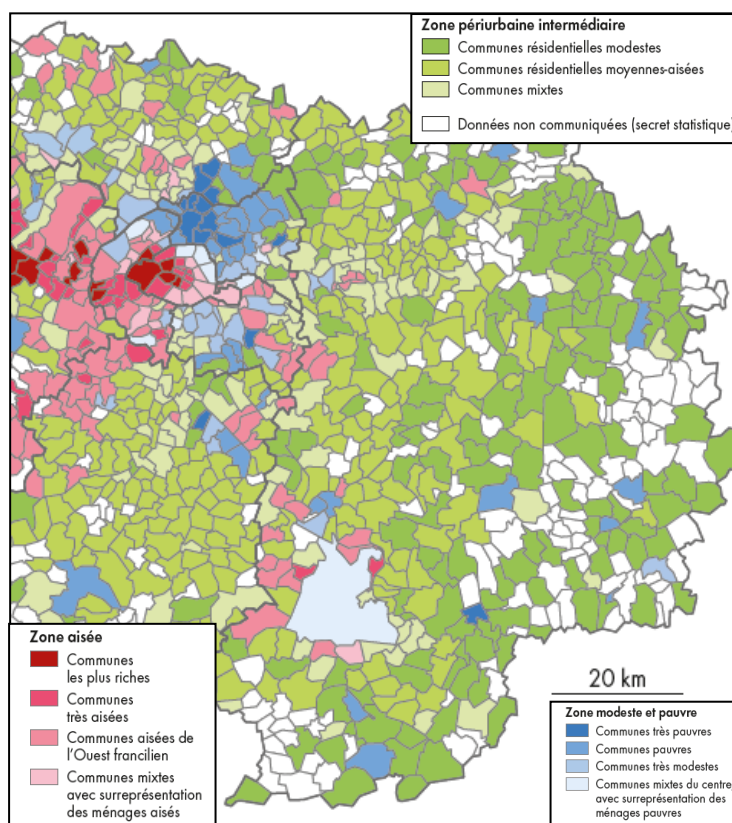 Zone périurbaine intermédiaire
Communes résidentielles modestes
Communes résidentielles moyennes-aisées
Communes mixtes
Données non communiquées (secret statistique)
Zone aisée
Communes
les plus riches
Communes
très aisées
Communes aisées de
l'Ouest francilien
Communes mixtes
avec surreprésentation
des ménages aisés
20 km
Zone modeste et pauvre
Communes très pauvres
Communes pauvres
Communes très modestes
Communes mixtes du centre
avec surreprésentation des
ménages pauvres